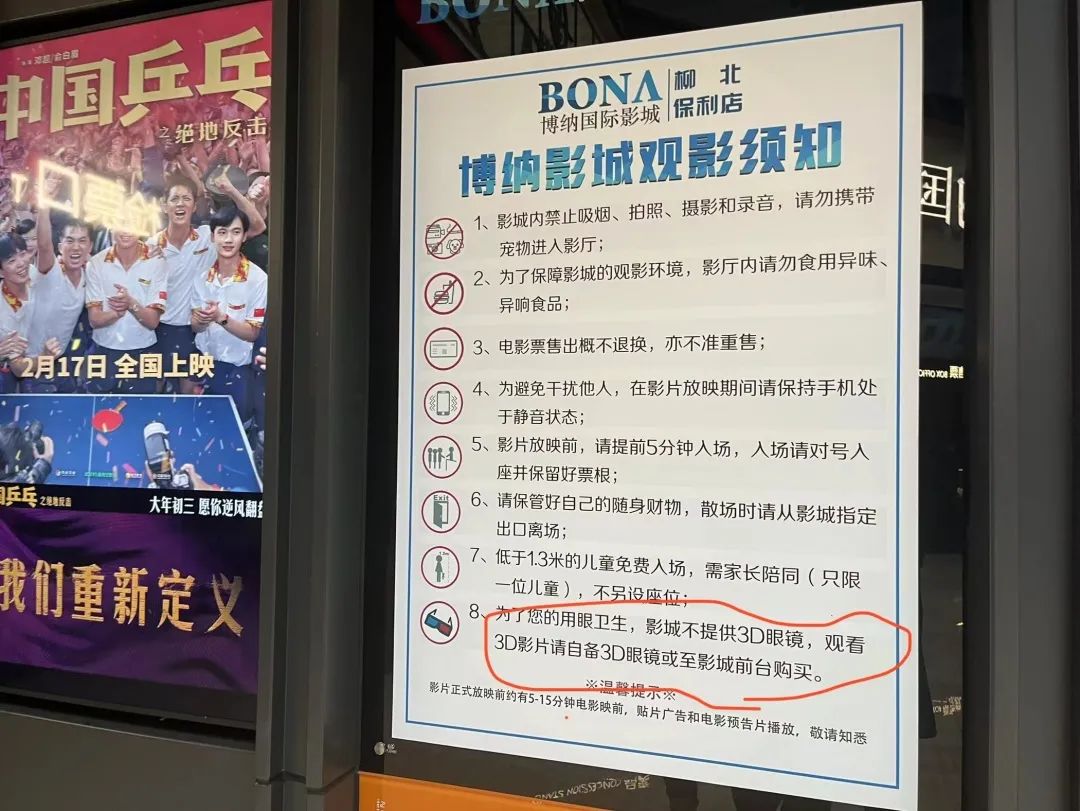 BONA
邓超/俞白眉
中国乒乓
之绝地反击
2月17日 全国上映
国乒乓之绝地反击
大年初三 愿你逆风翻盘
我们重新定义
BONA
博纳国际影城
柳北
保利店
博纳影城观影须知
1、影城内禁止吸烟、拍照、摄影和录音，请勿携带
宠物进入影厅；
2、为了保障影城的观影环境，影厅内请勿食用异味、
异响食品；
3、电影票售出概不退换，亦不准重售；
4、为避免干扰他人，在影片放映期间请保持手机处
于静音状态；
5、影片放映前，请提前5分钟入场，入场请对号入
座并保留好票根；
Exit
6、请保管好自己的随身财物，散场时请从影城指定
出口离场；
7、低于1.3米的儿童免费入场，需家长陪同（只限
一位儿童），不另设座位；
8、为了您的用眼卫生，影城不提供3D眼镜，观看
3D影片请自备3D眼镜或至影城前台购买。
※温馨提示※
影片正式放映前约有5-15分钟电影映前，贴片广告和电影预告片播放，敬请知悉